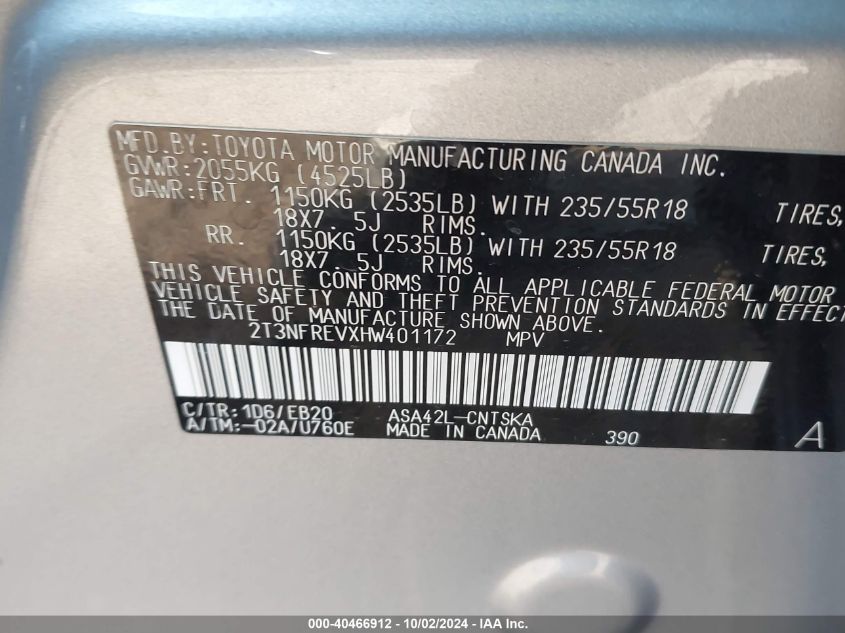 MFD.BY:TOYOTA MOTOR MANUFACTURING CANADA INC.
GVWR:2055KG (4525LB)
GAWR:FRT. 1150KG (2535LB) WITH 235/55R18 TIRES,
18X7. 5J RIMS.
RR. 1150KG (2535LB) WITH 235/55R18 TIRES,
18X7. 5J RIMS.
THIS VEHICLE CONFORMS TO ALL APPLICABLE FEDERAL MOTOR
VEHICLE SAFETY AND THEFT PREVENTION STANDARDS IN EFFECT
THE DATE OF MANUFACTURE SHOWN ABOVE.
2T3NFREVXHW401172 MPV
C/TR:1D6/EB20 ASA42L-CNTSKA
A/TM:-02A/U760E MADE IN CANADA 390 A
000-40466912 - 10/02/2024 - IAA Inc.